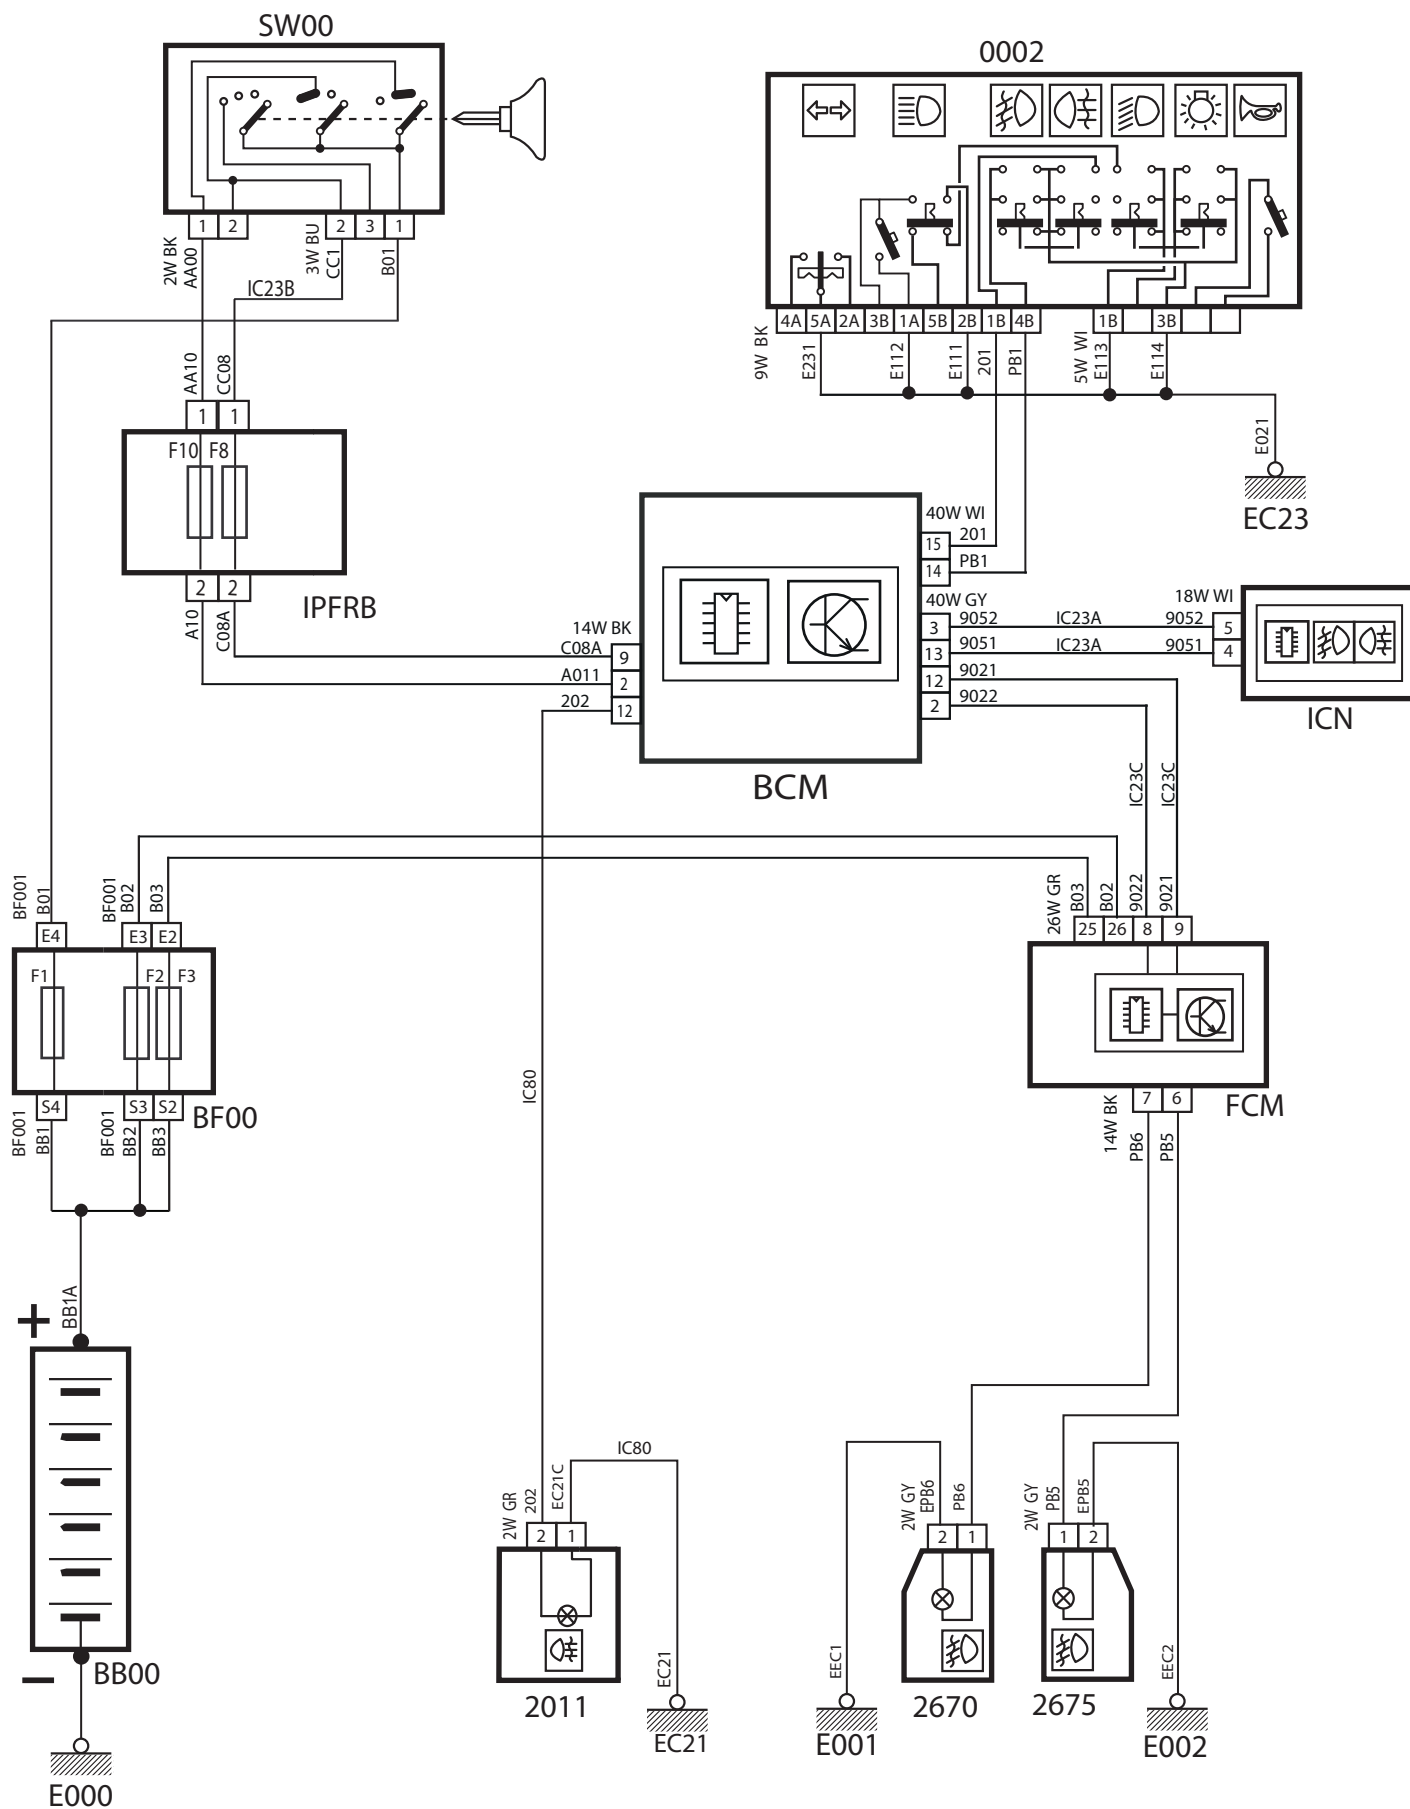 SW00
0002
1 2
2 3 1
2W BK
AA00
3W BU
CC1
B01
IC23B
4A 5A 2A 3B 1A 5B 2B 1B 4B
1B 3B
9W BK
E231
E112
E111
201
PB1
5W WI
E113
E114
E021
EC23
AA10
CC08
1 1
F10 F8
2 2
IPFRB
A10
C08A
40W WI
15 201
14 PB1
40W GY
3 9052 IC23A 9052 5
13 9051 IC23A 9051 4
12 9021
2 9022
18W WI
ICN
14W BK
C08A 9
A011 2
202 12
BCM
IC23C
IC23C
BF001
B01
BF001
B02
B03
E4 E3 E2
F1 F2 F3
S4 S3 S2
BF00
BF001
BB1
BF001
BB2
BB3
26W GR
B03
B02
9022
9021
25 26 8 9
7 6
FCM
14W BK
PB6
PB5
IC80
BB1A
+
–
BB00
E000
IC80
2W GR
202
EC21C
2 1
2011
EC21
EC21
2W GY
EPB6
PB6
2 1
2670
EEC1
E001
2W GY
PB5
EPB5
1 2
2675
EEC2
E002